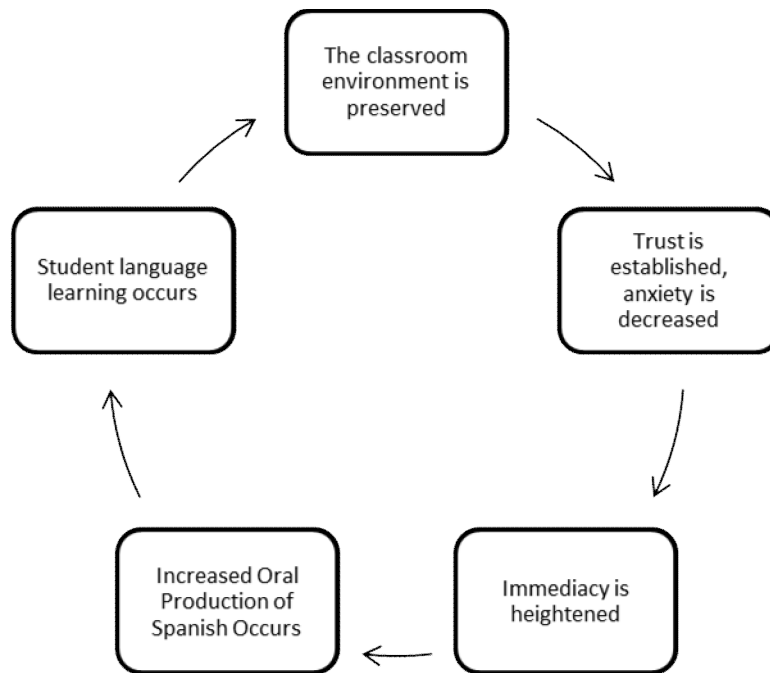 The classroom
environment is
preserved
Trust is
established,
anxiety is
decreased
Immediacy is
heightened
Increased Oral
Production of
Spanish Occurs
Student language
learning occurs